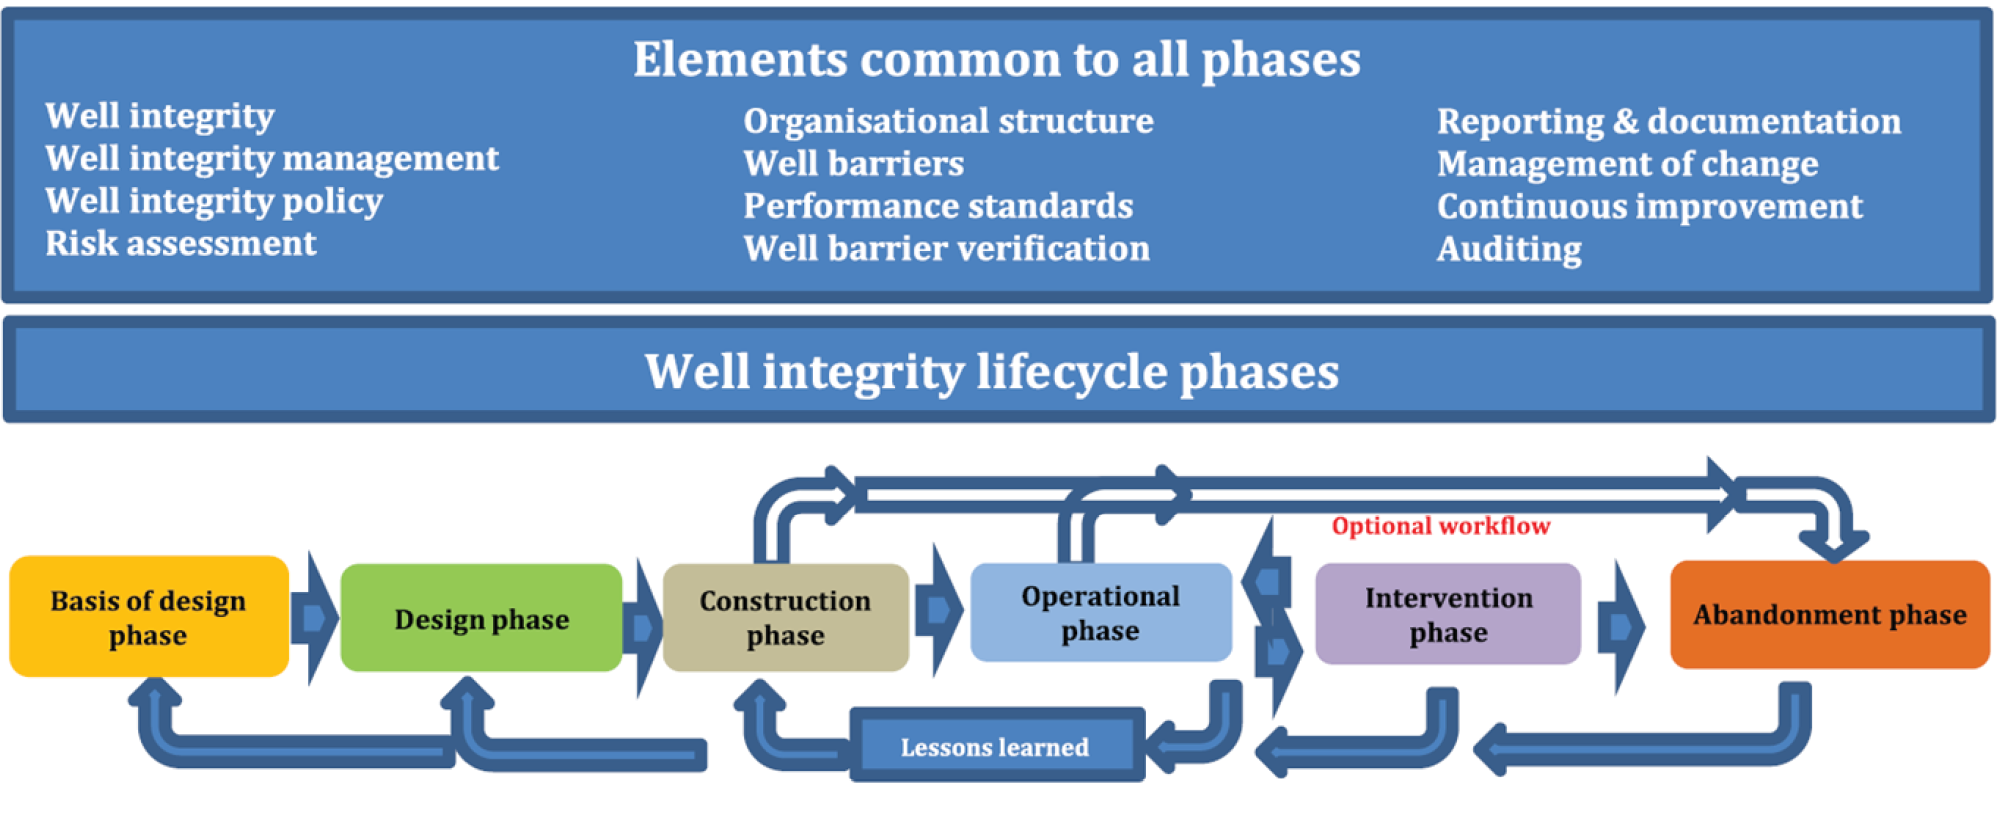 Elements common to all phases
Well integrity
Well integrity management
Well integrity policy
Risk assessment
Organisational structure
Well barriers
Performance standards
Well barrier verification
Reporting & documentation
Management of change
Continuous improvement
Auditing
Well integrity lifecycle phases
Optional workflow
Basis of design
phase
Design phase
Construction
phase
Operational
phase
Intervention
phase
Abandonment phase
Lessons learned